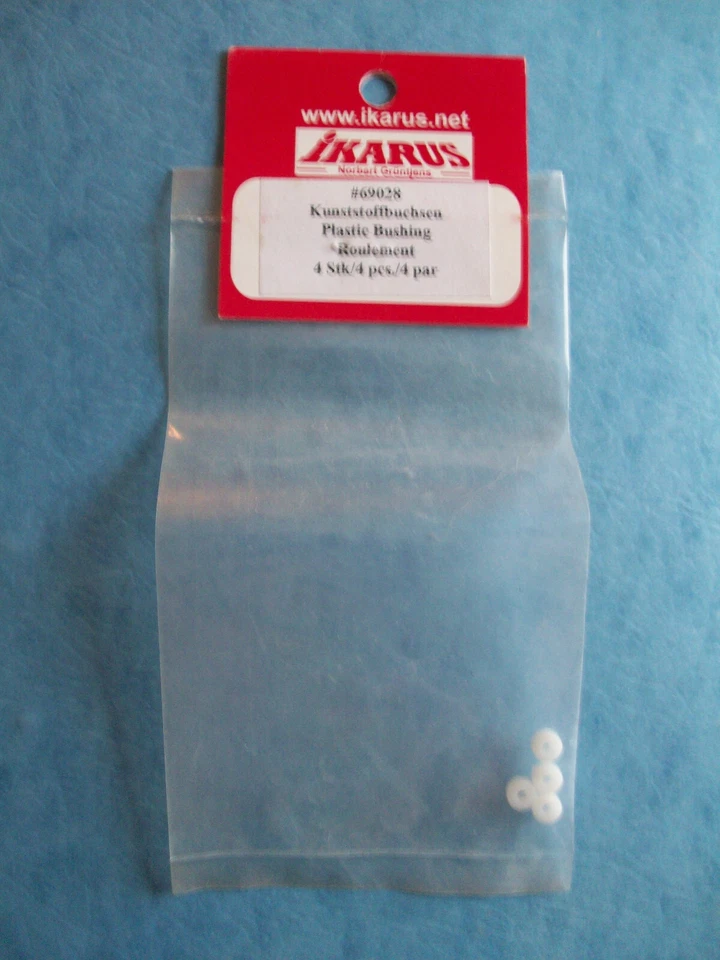 www.ikarus.net
iKARUS
Norbert Grüntjens
#69028
Kunststoffbuchsen
Plastic Bushing
Roulement
4 Stk/4 pcs./4 par